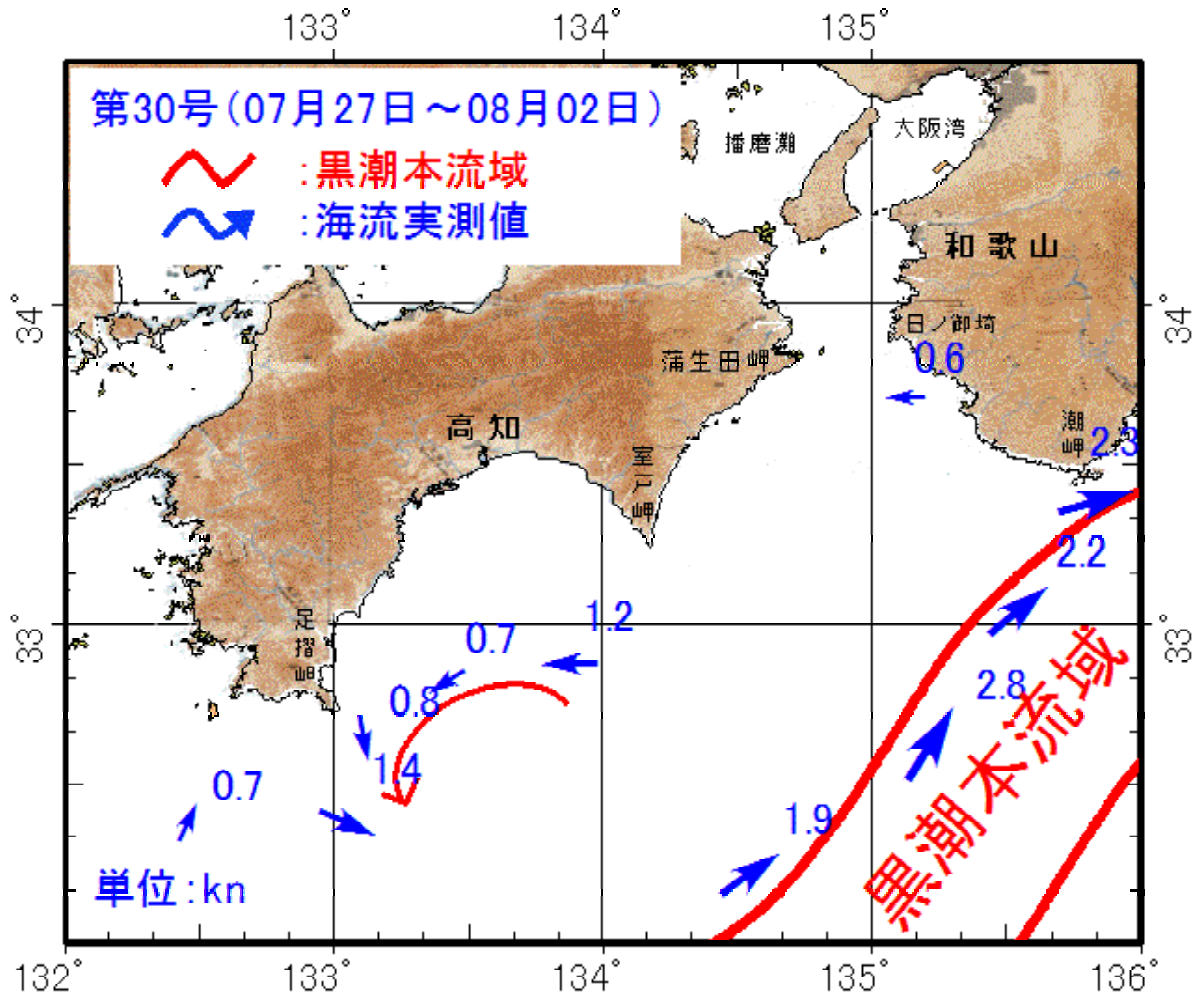 133° 134° 135°
第30号(07月27日～08月02日)
:黒潮本流域
:海流実測値
播磨灘
大阪湾
和歌山
34° 34°
日ノ御埼
蒲生田岬
0.6
高知
潮岬
2.3
室戸岬
2.2
足摺岬
1.2
33° 33°
0.7
2.8
0.8
1.4
0.7
1.9
黒潮本流域
単位:kn
132° 133° 134° 135° 136°